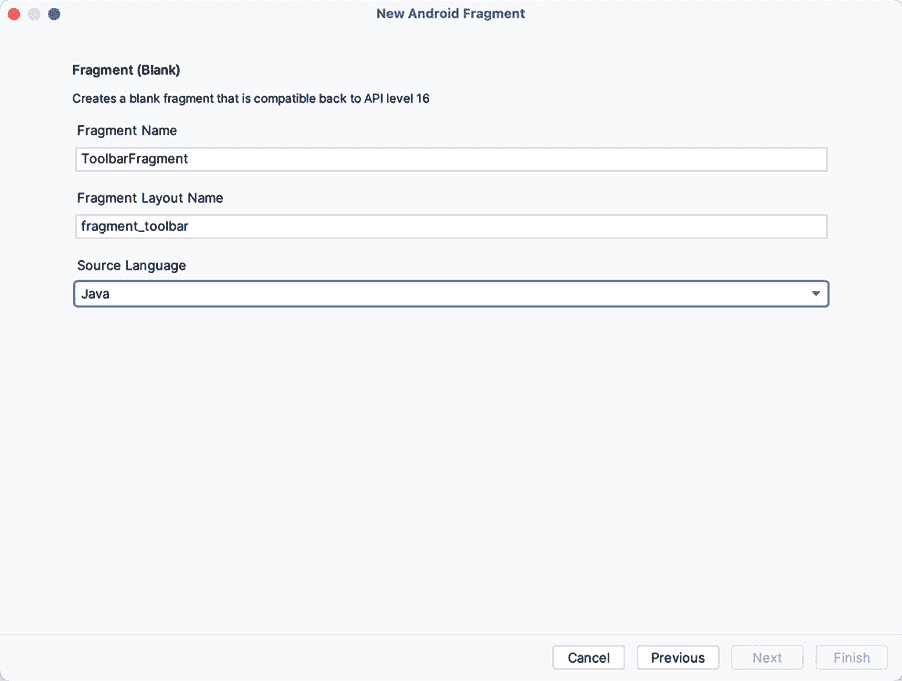 New Android Fragment
Fragment (Blank)
Creates a blank fragment that is compatible back to API level 16
Fragment Name
ToolbarFragment
Fragment Layout Name
fragment_toolbar
Source Language
Java
Cancel Previous Next Finish